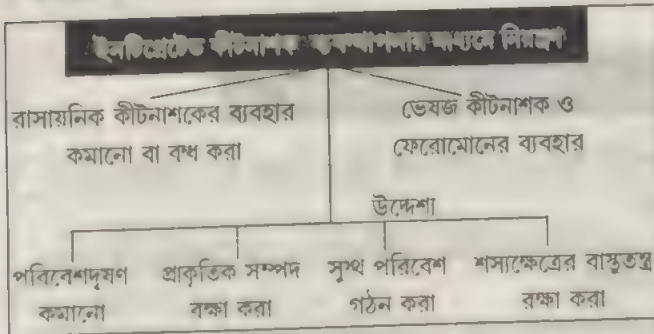 ইনটিগ্রেটেড কীটনাশক ব্যবস্থাপনার মাধ্যমে নিয়ন্ত্রণ
রাসায়নিক কীটনাশকের ব্যবহার
কমানো বা বন্ধ করা
ভেষজ কীটনাশক ও
ফেরোমোনের ব্যবহার
উদ্দেশ্য
পরিবেশদূষণ
কমানো
প্রাকৃতিক সম্পদ
রক্ষা করা
সুস্থ পরিবেশ
গঠন করা
শস্যক্ষেত্রের বাস্তুতন্ত্র
রক্ষা করা